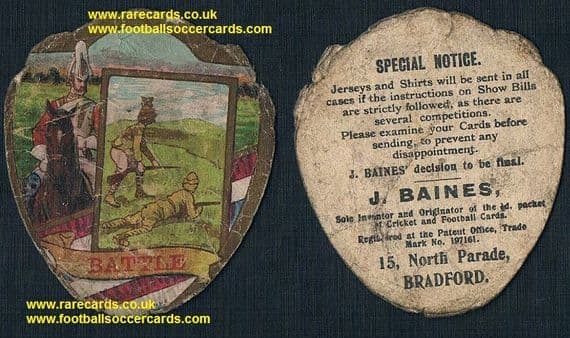 www.rarecards.co.uk
www.footballsoccercards.com
BATTLE
www.rarecards.co.uk
www.footballsoccercards.com
SPECIAL NOTICE.
Jerseys and Shirts will be sent in all
cases if the instructions on Show Bills
are strictly followed, as there are
several competitions.
Please examine your Cards before
sending, to prevent any
disappointment.
J. BAINES' decision to be final.
J. BAINES,
Sole Inventor and Originator of the ½d. packet
of Cricket and Football Cards.
Registered at the Patent Office, Trade
Mark No. 197161.
15, North Parade,
BRADFORD.